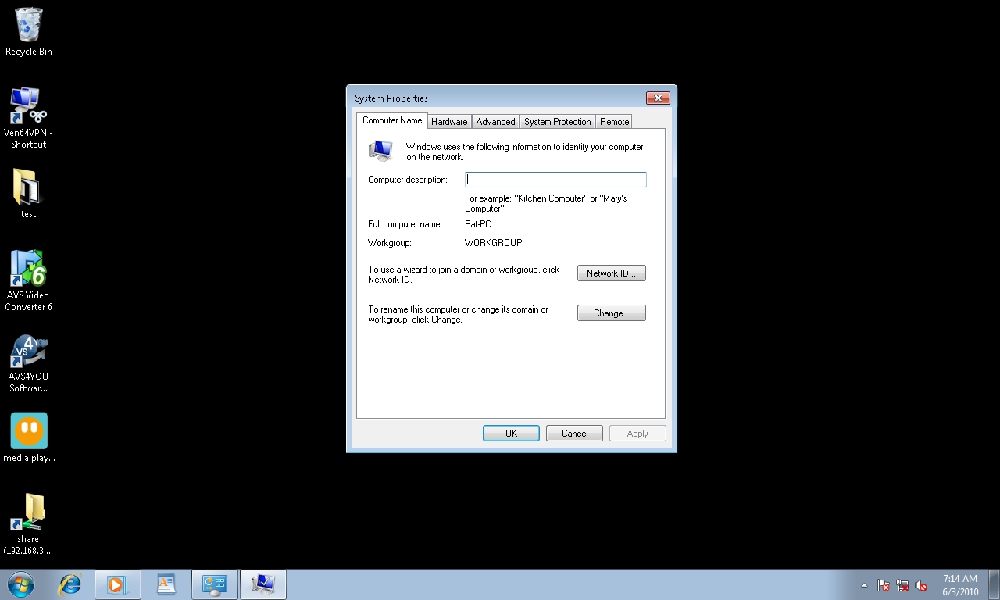 Recycle Bin
Ven64VPN -
Shortcut
test
6
AVS Video
Converter 6
4YOU
VS
AVS4YOU
Softwar...
media.play...
share
(192.168.3....
System Properties
Computer Name
Hardware
Advanced
System Protection
Remote
Windows uses the following information to identify your computer
on the network.
Computer description:
For example: "Kitchen Computer" or "Mary's
Computer".
Full computer name:
Pat-PC
Workgroup:
WORKGROUP
To use a wizard to join a domain or workgroup, click
Network ID.
Network ID...
To rename this computer or change its domain or
workgroup, click Change.
Change...
OK
Cancel
Apply
A
7:14 AM
6/3/2010